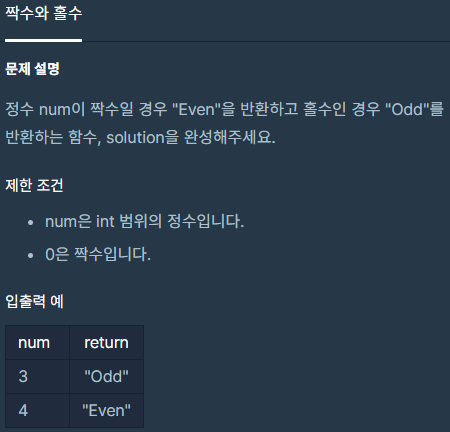 짝수와 홀수
문제 설명
정수 num이 짝수일 경우 "Even"을 반환하고 홀수인 경우 "Odd"를
반환하는 함수, solution을 완성해주세요.
제한 조건
• num은 int 범위의 정수입니다.
• 0은 짝수입니다.
입출력 예
num return
3 "Odd"
4 "Even"